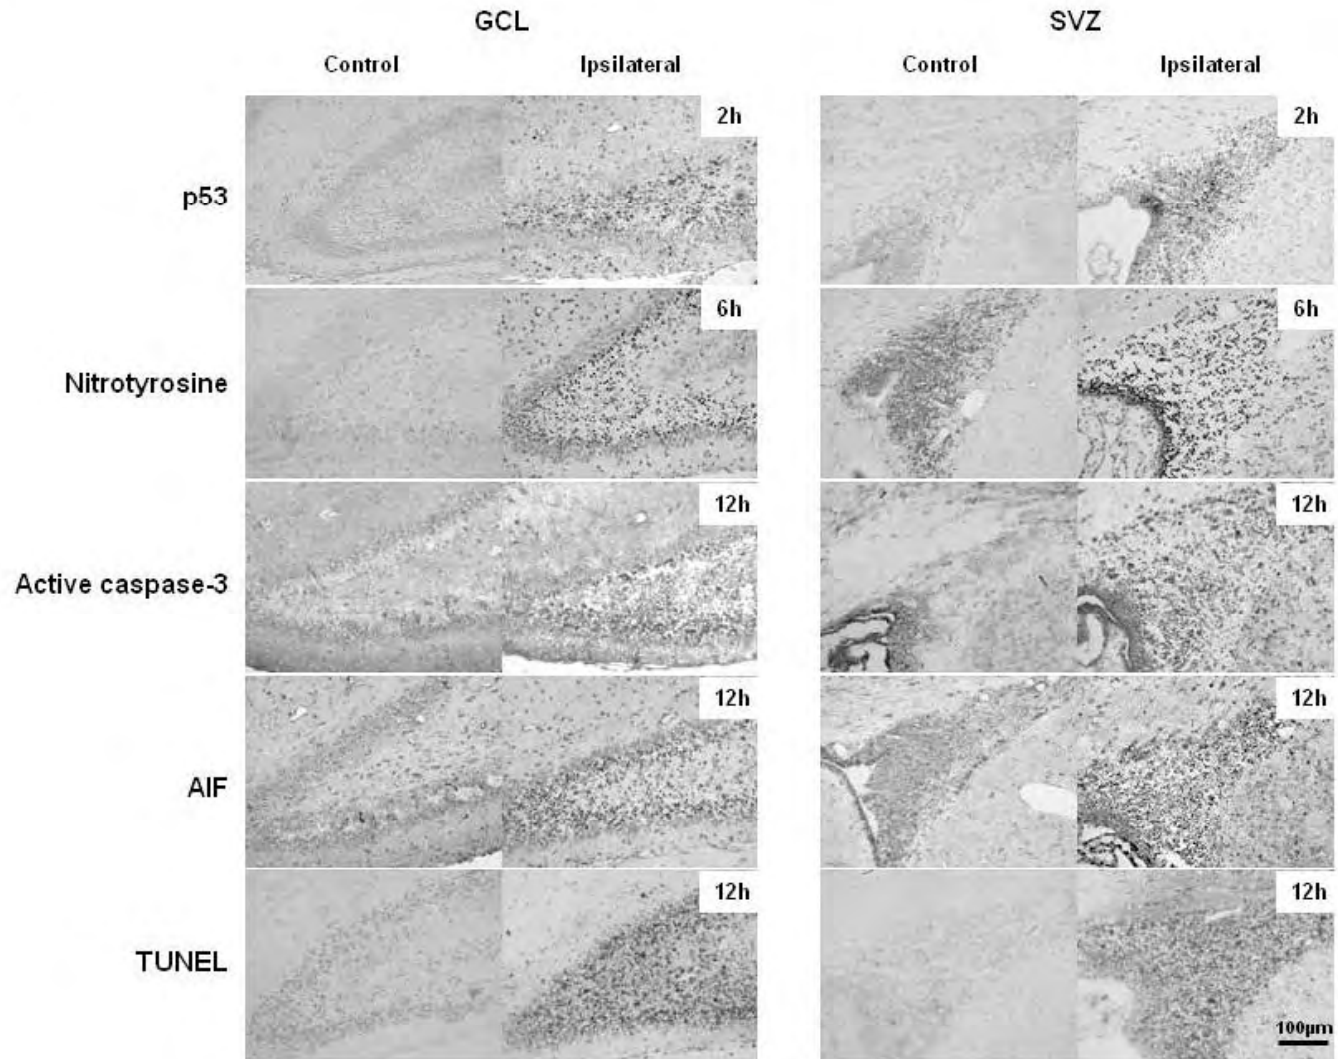 GCL SVZ
Control Ipsilateral Control Ipsilateral
p53 2h 2h
Nitrotyrosine 6h 6h
Active caspase-3 12h 12h
AIF 12h 12h
TUNEL 12h 12h
100µm